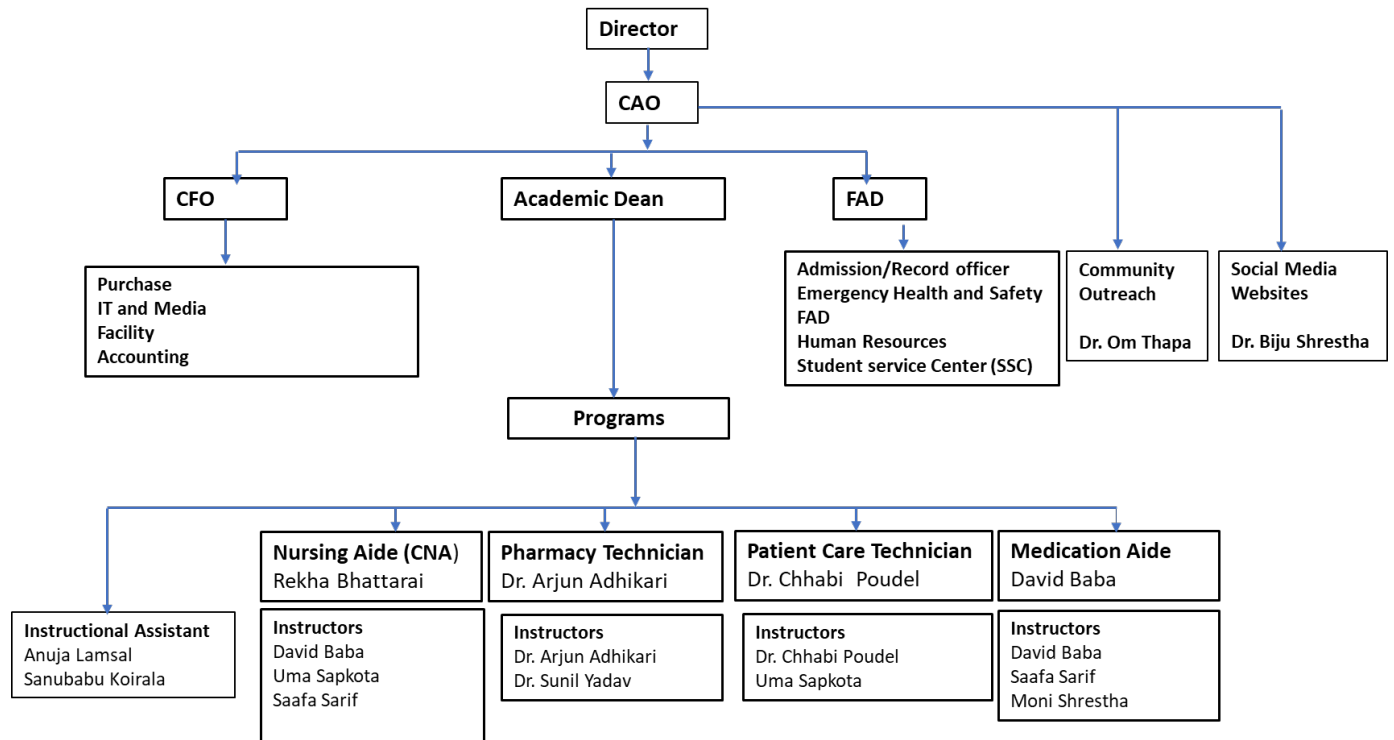 Director
CAO
CFO
Academic Dean
FAD
Purchase
IT and Media
Facility
Accounting
Admission/Record officer
Emergency Health and Safety
FAD
Human Resources
Student service Center (SSC)
Community
Outreach
Dr. Om Thapa
Social Media
Websites
Dr. Biju Shrestha
Programs
Instructional Assistant
Anuja Lamsal
Sanubabu Koirala
Nursing Aide (CNA)
Rekha Bhattarai
Instructors
David Baba
Uma Sapkota
Saafa Sarif
Pharmacy Technician
Dr. Arjun Adhikari
Instructors
Dr. Arjun Adhikari
Dr. Sunil Yadav
Patient Care Technician
Dr. Chhabi Poudel
Instructors
Dr. Chhabi Poudel
Uma Sapkota
Medication Aide
David Baba
Instructors
David Baba
Saafa Sarif
Moni Shrestha